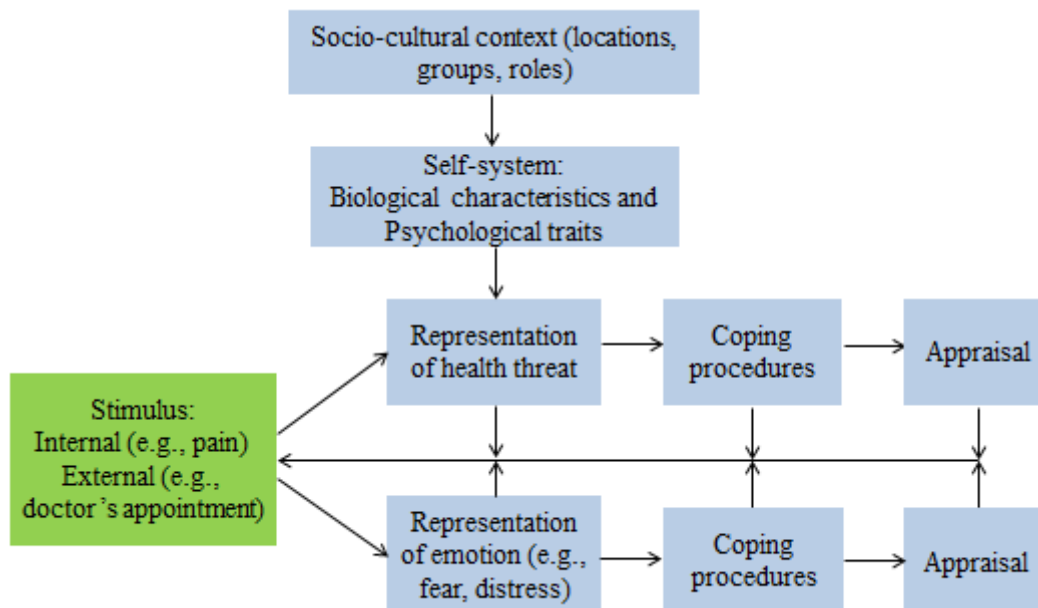 Socio-cultural context (locations,
groups, roles)
Self-system:
Biological characteristics and
Psychological traits
Representation
of health threat
Coping
procedures
Appraisal
Stimulus:
Internal (e.g., pain)
External (e.g.,
doctor’s appointment)
Representation
of emotion (e.g.,
fear, distress)
Coping
procedures
Appraisal